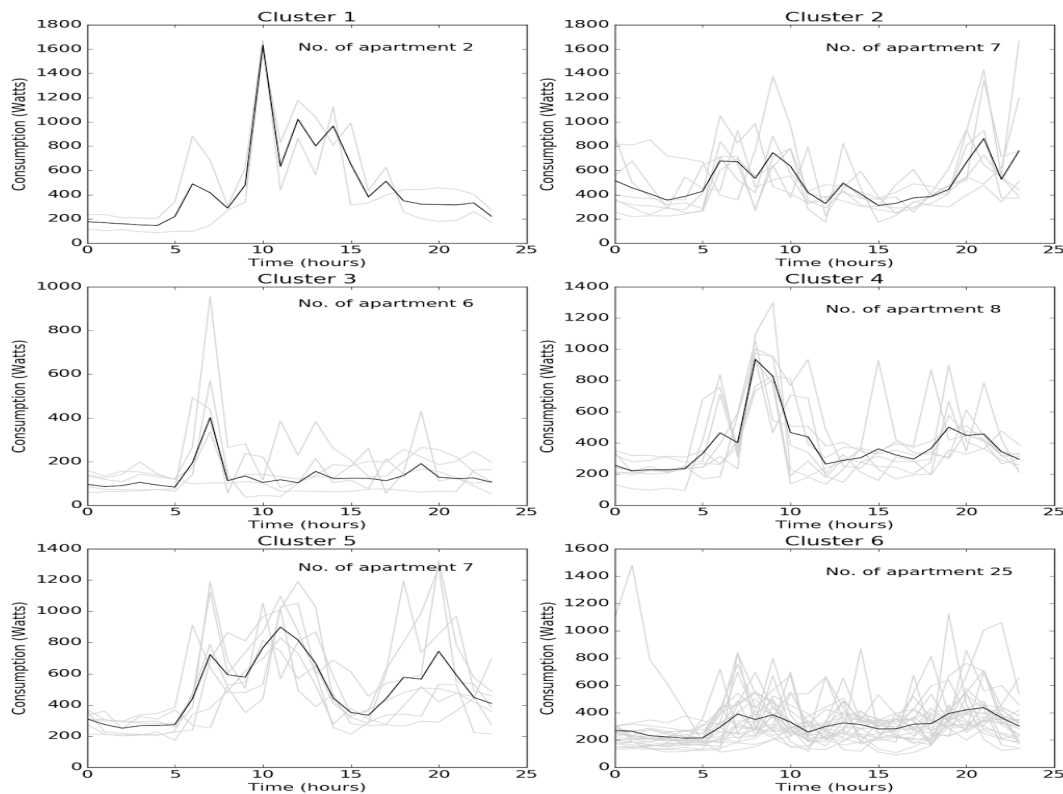 Cluster 1
No. of apartment 2
Consumption (Watts)
1800
1600
1400
1200
1000
800
600
400
200
0
0 5 10 15 20 25
Time (hours)
Cluster 2
No. of apartment 7
Consumption (Watts)
1800
1600
1400
1200
1000
800
600
400
200
0
0 5 10 15 20 25
Time (hours)
Cluster 3
No. of apartment 6
Consumption (Watts)
1000
800
600
400
200
0
0 5 10 15 20 25
Time (hours)
Cluster 4
No. of apartment 8
Consumption (Watts)
1400
1200
1000
800
600
400
200
0
0 5 10 15 20 25
Time (hours)
Cluster 5
No. of apartment 7
Consumption (Watts)
1400
1200
1000
800
600
400
200
0
0 5 10 15 20 25
Time (hours)
Cluster 6
No. of apartment 25
Consumption (Watts)
1600
1400
1200
1000
800
600
400
200
0
0 5 10 15 20 25
Time (hours)